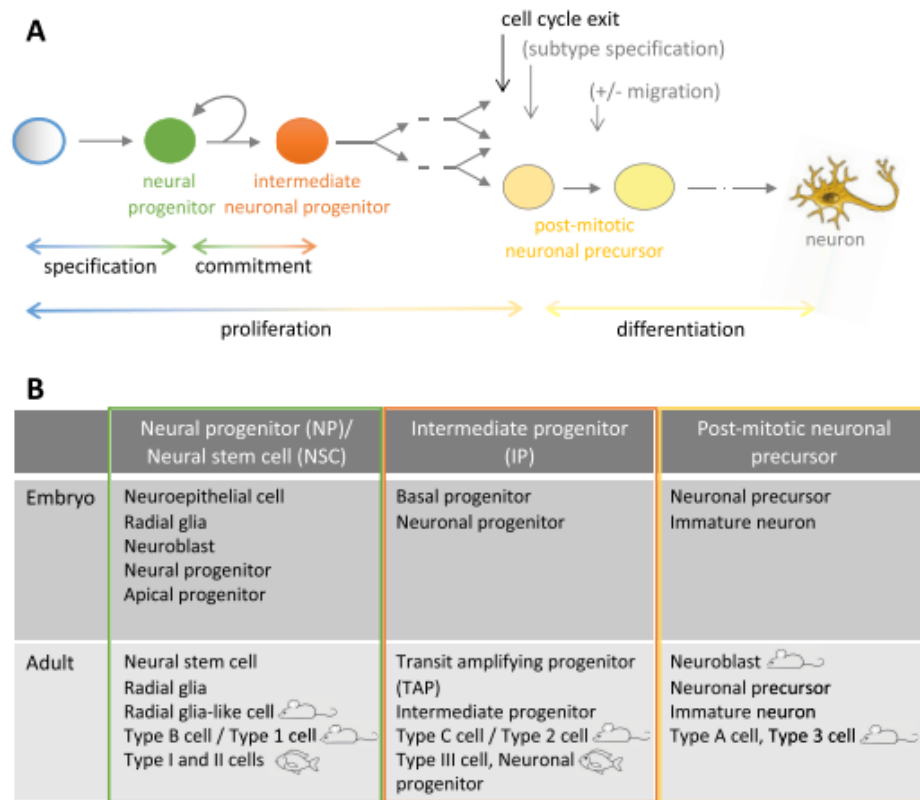 A
cell cycle exit
(subtype specification)
(+/- migration)
neural
progenitor
intermediate
neuronal progenitor
post-mitotic
neuronal precursor
neuron
specification
commitment
proliferation
differentiation
B
Neural progenitor (NP)/
Neural stem cell (NSC)
Intermediate progenitor
(IP)
Post-mitotic neuronal
precursor
Embryo
Neuroepithelial cell
Radial glia
Neuroblast
Neural progenitor
Apical progenitor
Basal progenitor
Neuronal progenitor
Neuronal precursor
Immature neuron
Adult
Neural stem cell
Radial glia
Radial glia-like cell
Type B cell / Type 1 cell
Type I and II cells
Transit amplifying progenitor
(TAP)
Intermediate progenitor
Type C cell / Type 2 cell
Type III cell, Neuronal
progenitor
Neuroblast
Neuronal precursor
Immature neuron
Type A cell, Type 3 cell